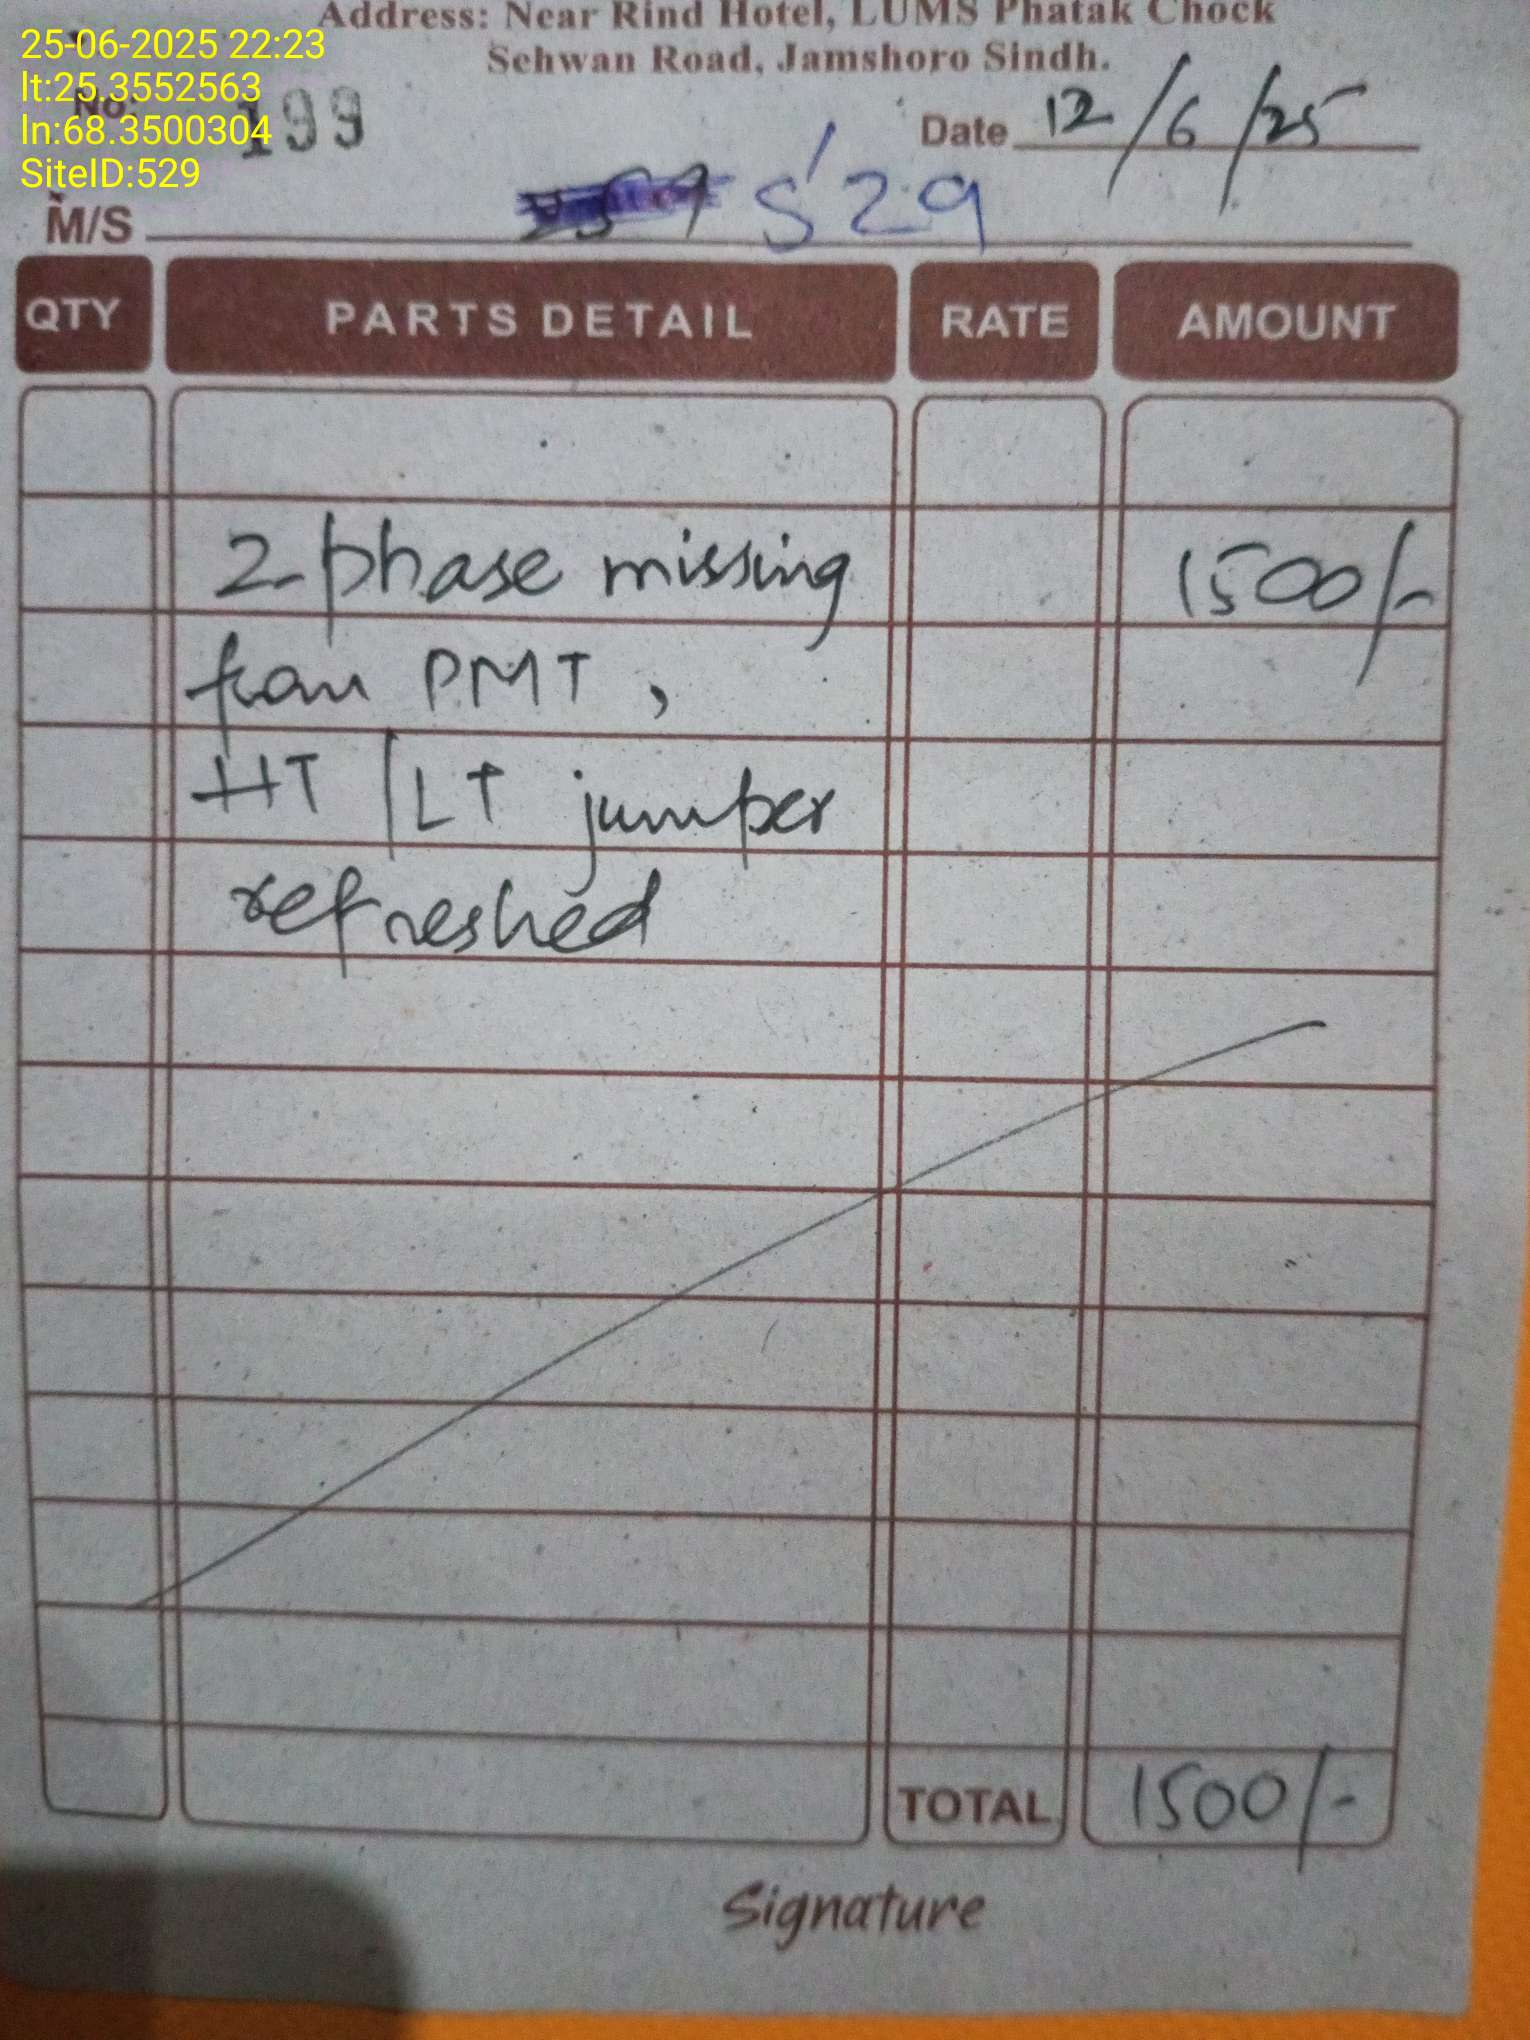 Address: Near Rind Hotel, LUMS Phatak Chock
Sehwan Road, Jamshoro Sindh.
25-06-2025 22:23
lt:25.3552563
ln:68.3500304
SiteID:529
No: 199
Date 12/6/25
M/S 529
QTY PARTS DETAIL RATE AMOUNT
2-phase missing 1500/-
from PMT,
HT/LT jumper
refreshed
TOTAL 1500/-
Signature